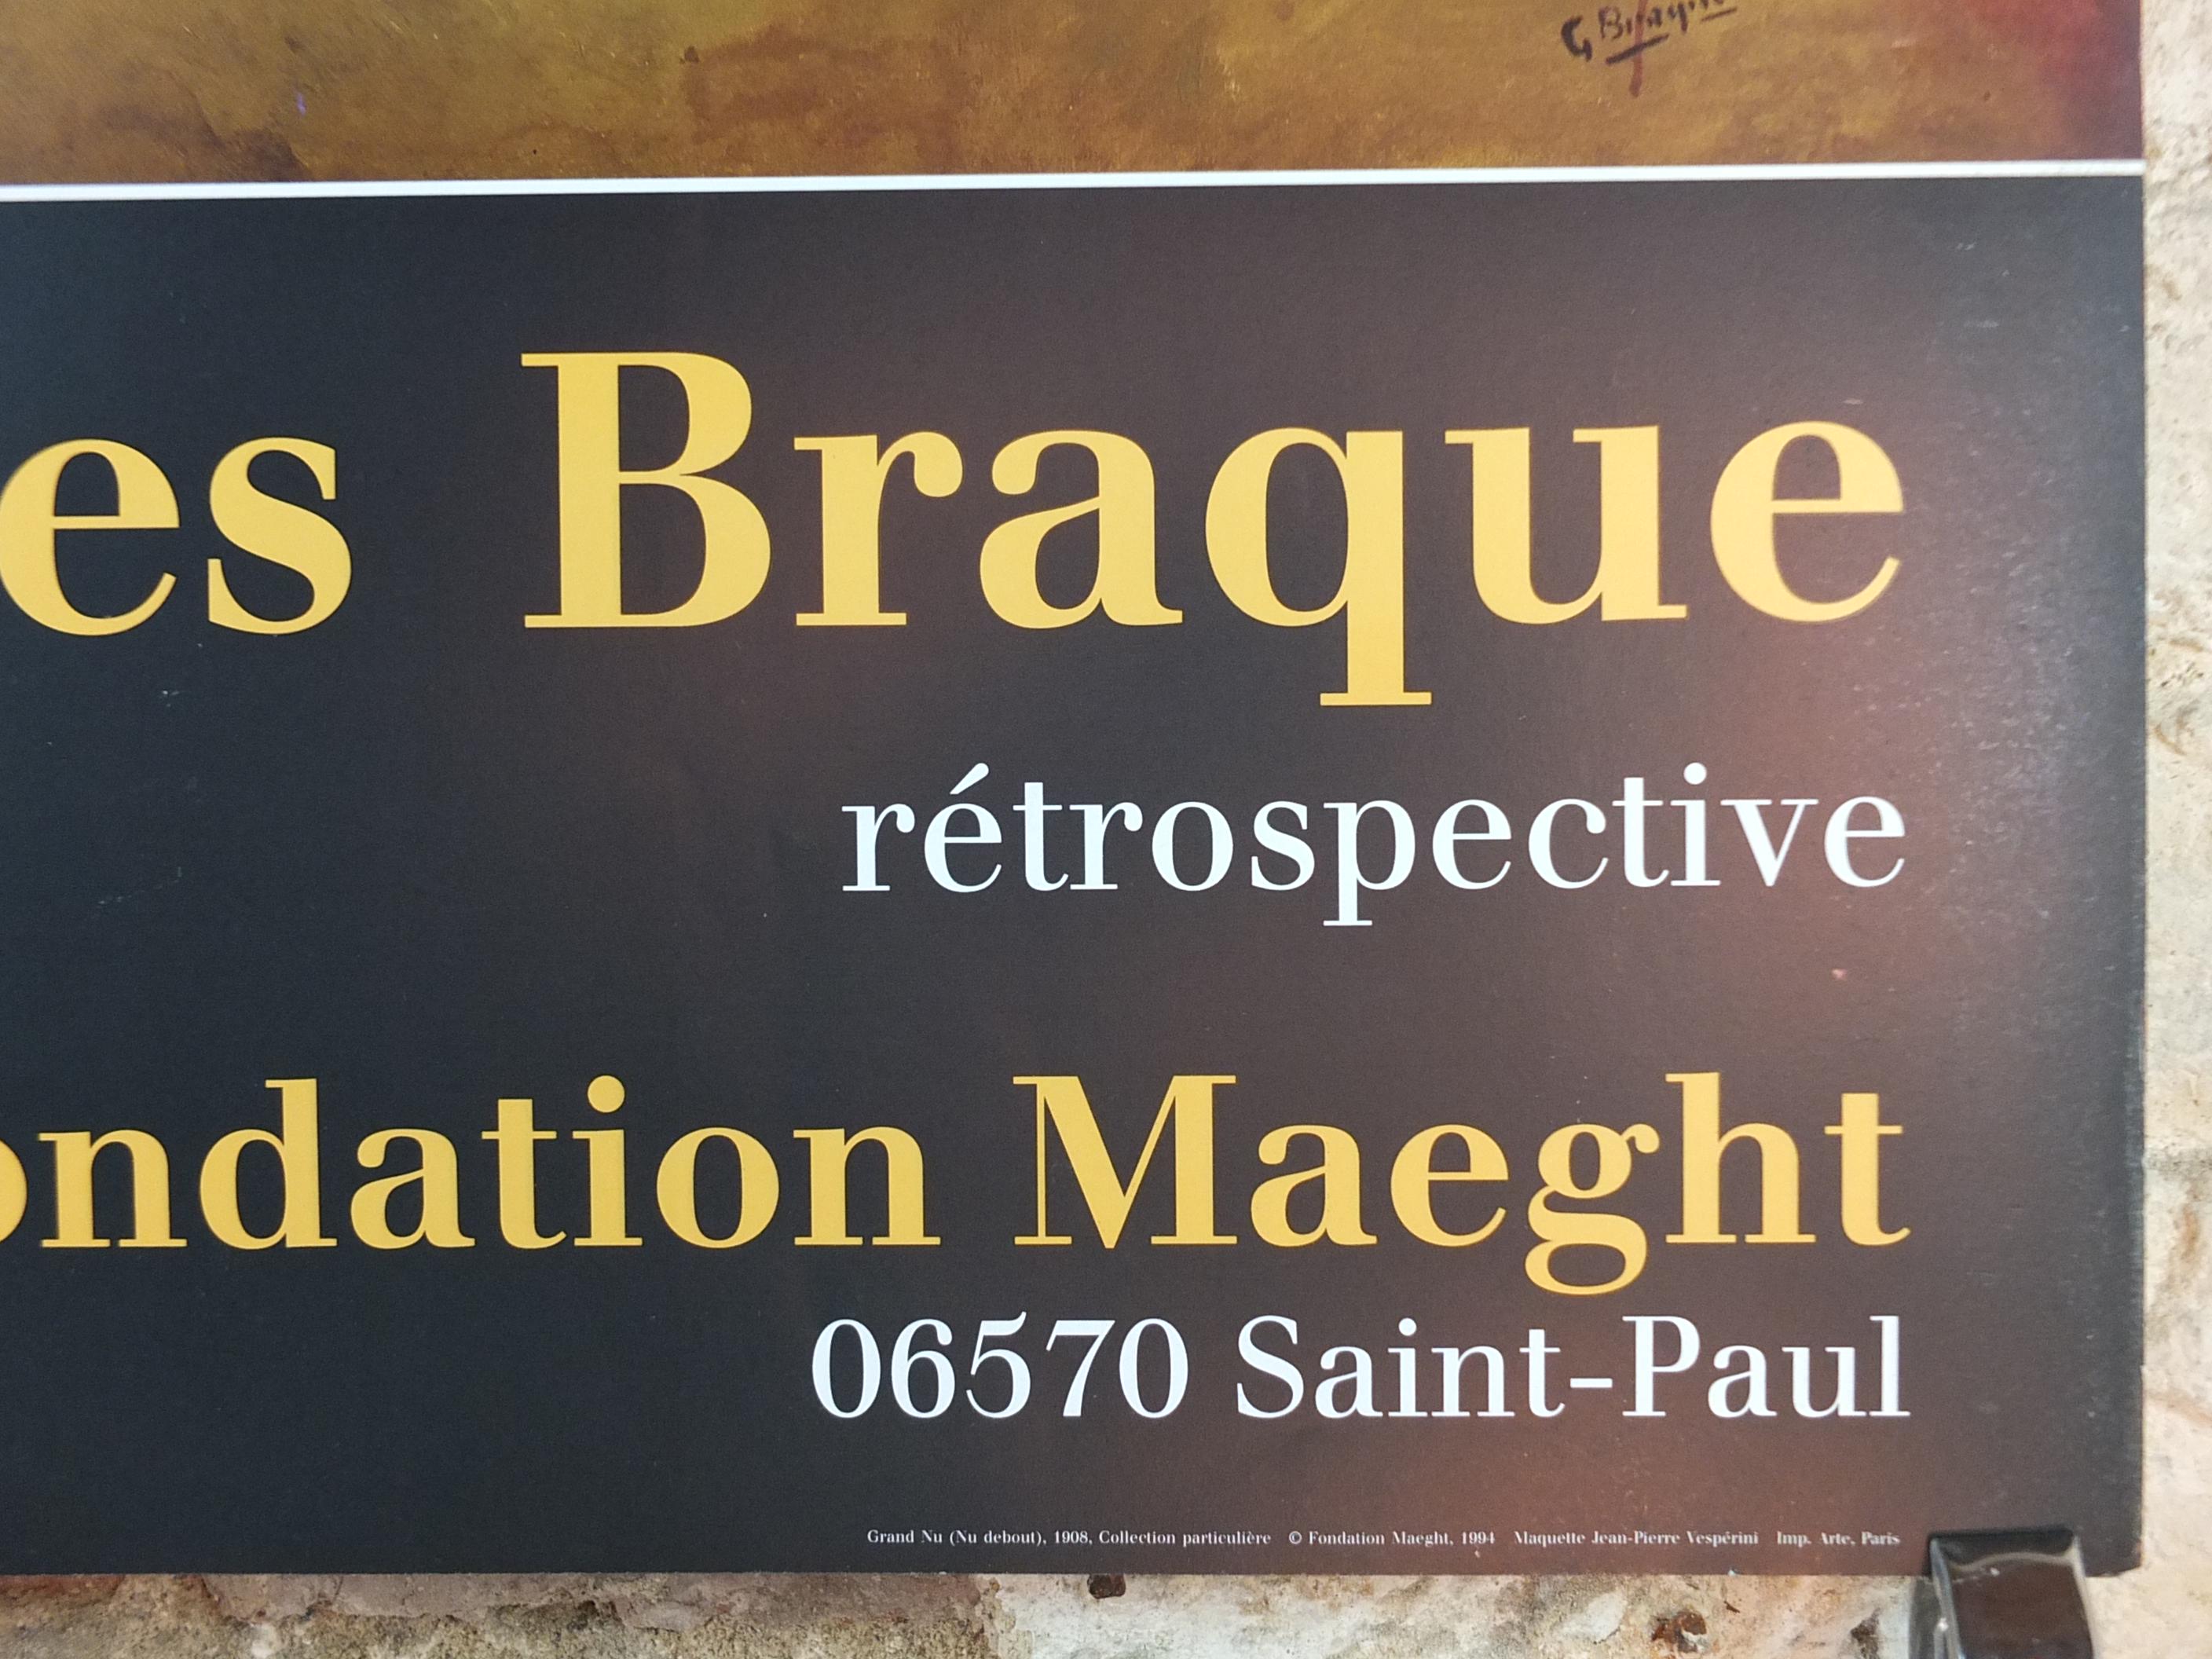 G Braque
es Braque
rétrospective
ondation Maeght
06570 Saint-Paul
Grand Nu (Nu debout), 1908, Collection particulière © Fondation Maeght, 1994 Maquette Jean-Pierre Vespérini Imp. Arte, Paris